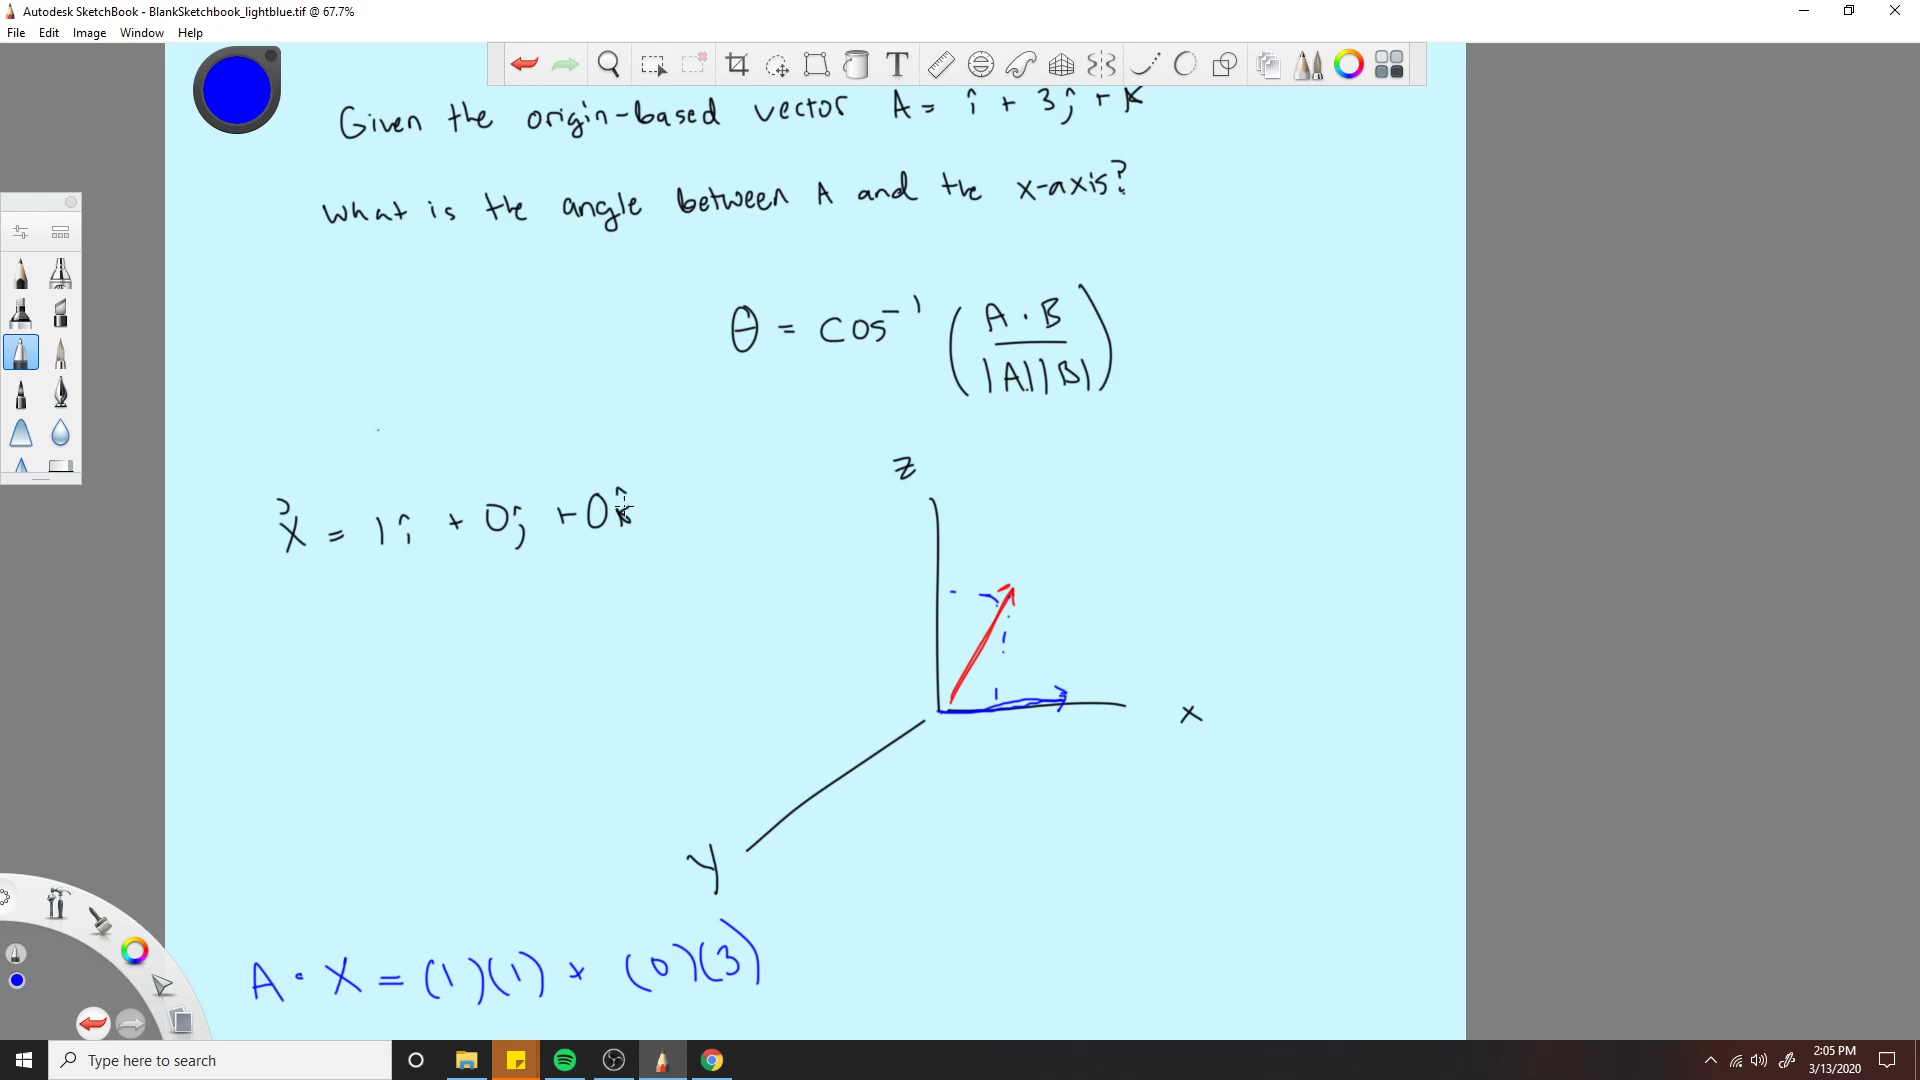 Autodesk SketchBook - BlankSketchbook_lightblue.tif @ 67.7%
File Edit Image Window Help
T
Given the origin-based vector A = î + 3ĵ + k
What is the angle between A and the x-axis?
θ = cos⁻¹ (A · B / |A||B|)
z
X = 1î + 0ĵ + 0k̂
x
y
A · X = (1)(1) + (0)(3)
Type here to search
2:05 PM
3/13/2020